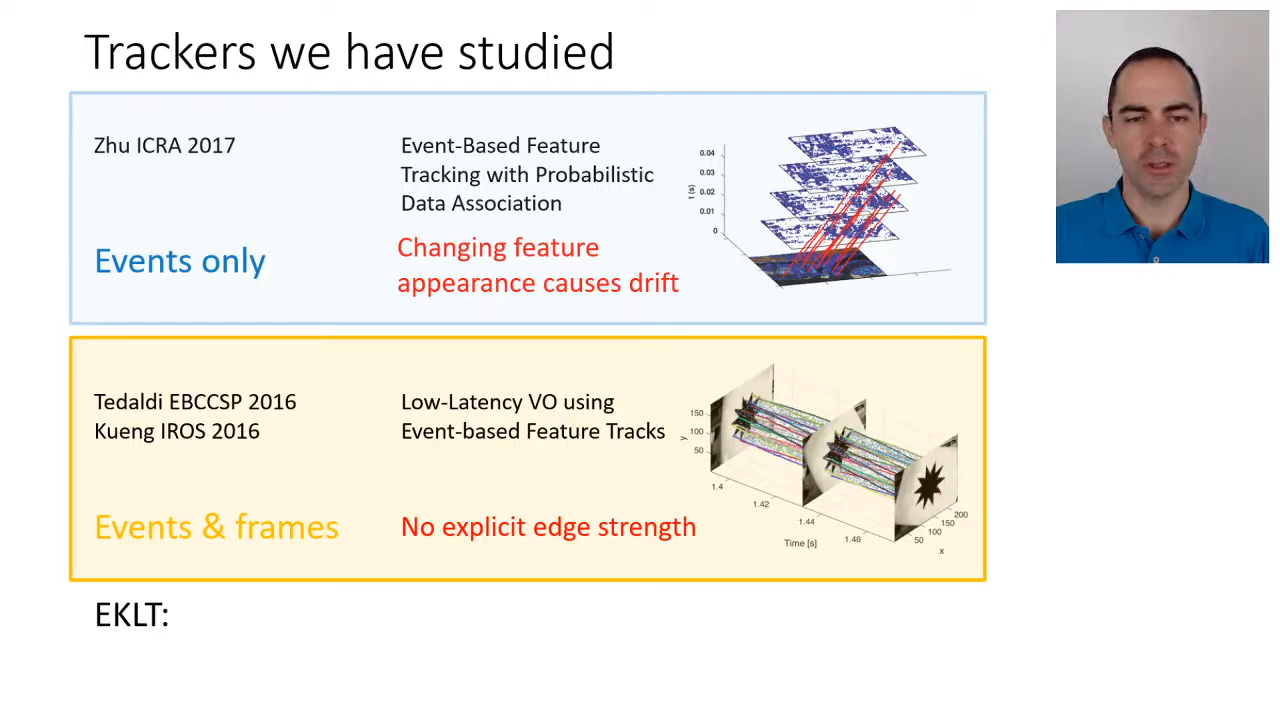 Trackers we have studied
Zhu ICRA 2017
Event-Based Feature
Tracking with Probabilistic
Data Association
Events only
Changing feature
appearance causes drift
0.04
0.03
0.02
0.01
0
t (s)
Tedaldi EBCCSP 2016
Kueng IROS 2016
Low-Latency VO using
Event-based Feature Tracks
Events & frames
No explicit edge strength
150
100
50
y
1.4
1.42
1.44
1.46
Time [s]
200
150
100
50
x
EKLT: